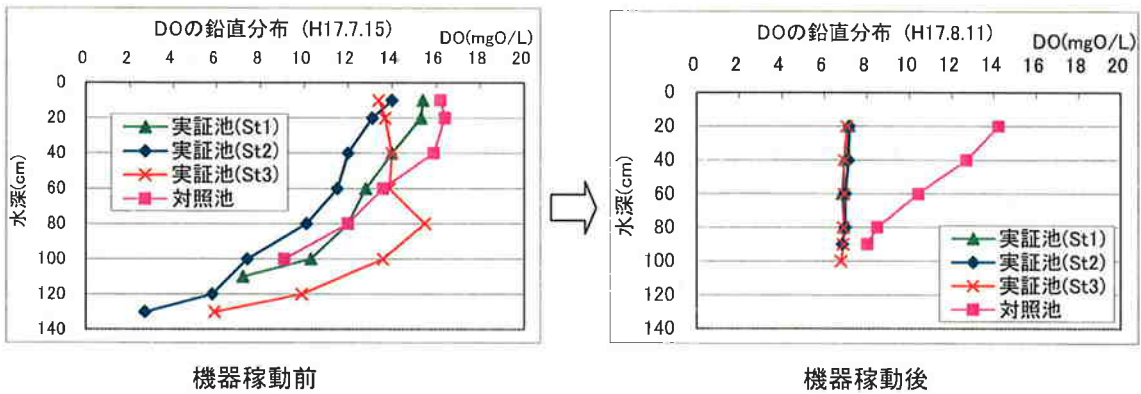 DOの鉛直分布 (H17.7.15)
DO(mgO/L)
0 2 4 6 8 10 12 14 16 18 20
0
20
40
60
80
100
120
140
水深(cm)
実証池(St1)
実証池(St2)
実証池(St3)
対照池
機器稼動前
DOの鉛直分布 (H17.8.11)
DO(mgO/L)
0 2 4 6 8 10 12 14 16 18 20
0
20
40
60
80
100
120
140
水深(cm)
実証池(St1)
実証池(St2)
実証池(St3)
対照池
機器稼動後